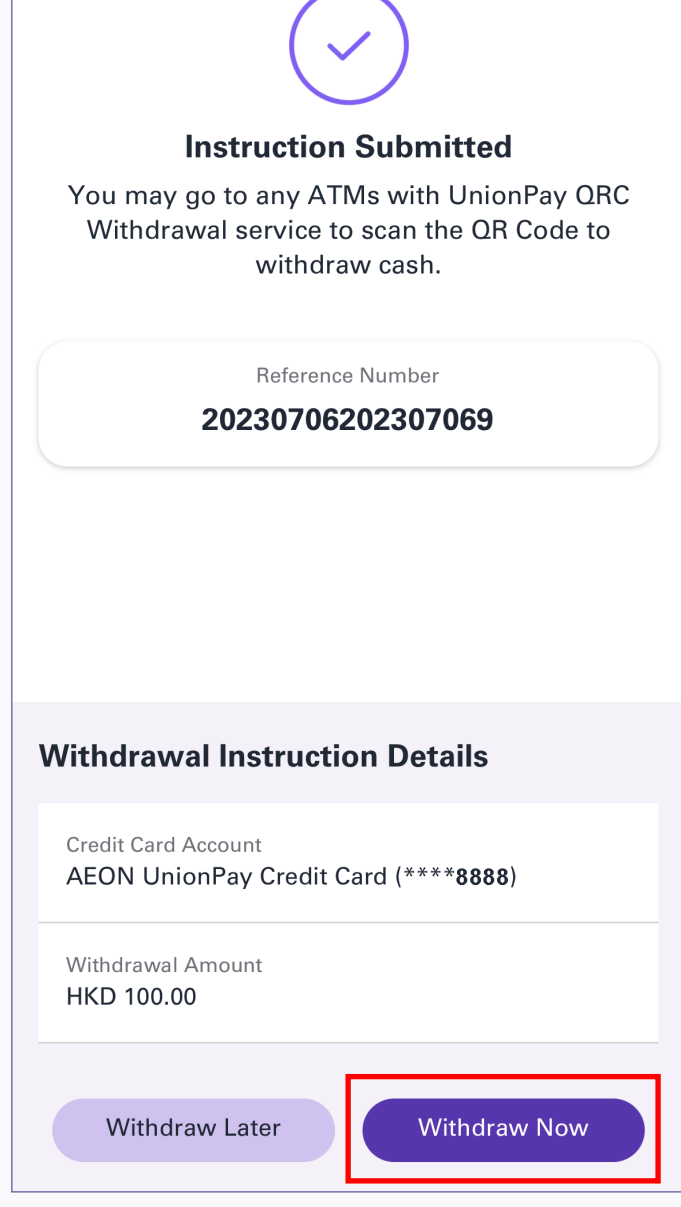 Instruction Submitted
You may go to any ATMs with UnionPay QRC
Withdrawal service to scan the QR Code to
withdraw cash.
Reference Number
20230706202307069
Withdrawal Instruction Details
Credit Card Account
AEON UnionPay Credit Card (****8888)
Withdrawal Amount
HKD 100.00
Withdraw Later
Withdraw Now